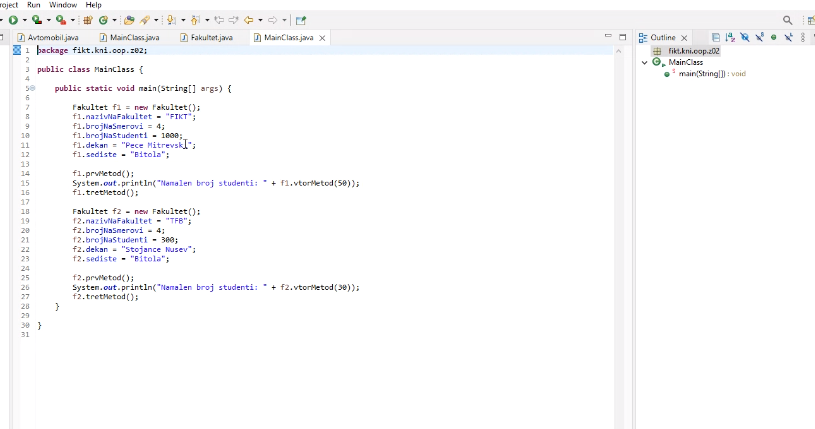 roject Run Window Help
Avtomobil.java MainClass.java Fakultet.java MainClass.java
1 package fikt.kni.oop.z02;
2
3 public class MainClass {
4
5 public static void main(String[] args) {
6
7 Fakultet f1 = new Fakultet();
8 f1.nazivNaFakultet = "FIKT";
9 f1.brojNaSmerovi = 4;
10 f1.brojNaStudenti = 1000;
11 f1.dekan = "Pece Mitrevski";
12 f1.sediste = "Bitola";
13
14 f1.prvMetod();
15 System.out.println("Namalen broj studenti: " + f1.vtorMetod(50));
16 f1.tretMetod();
17
18 Fakultet f2 = new Fakultet();
19 f2.nazivNaFakultet = "TFB";
20 f2.brojNaSmerovi = 4;
21 f2.brojNaStudenti = 300;
22 f2.dekan = "Stojance Nusev";
23 f2.sediste = "Bitola";
24
25 f2.prvMetod();
26 System.out.println("Namalen broj studenti: " + f2.vtorMetod(30));
27 f2.tretMetod();
28 }
29
30 }
31
Outline
fikt.kni.oop.z02
MainClass
main(String[]) : void